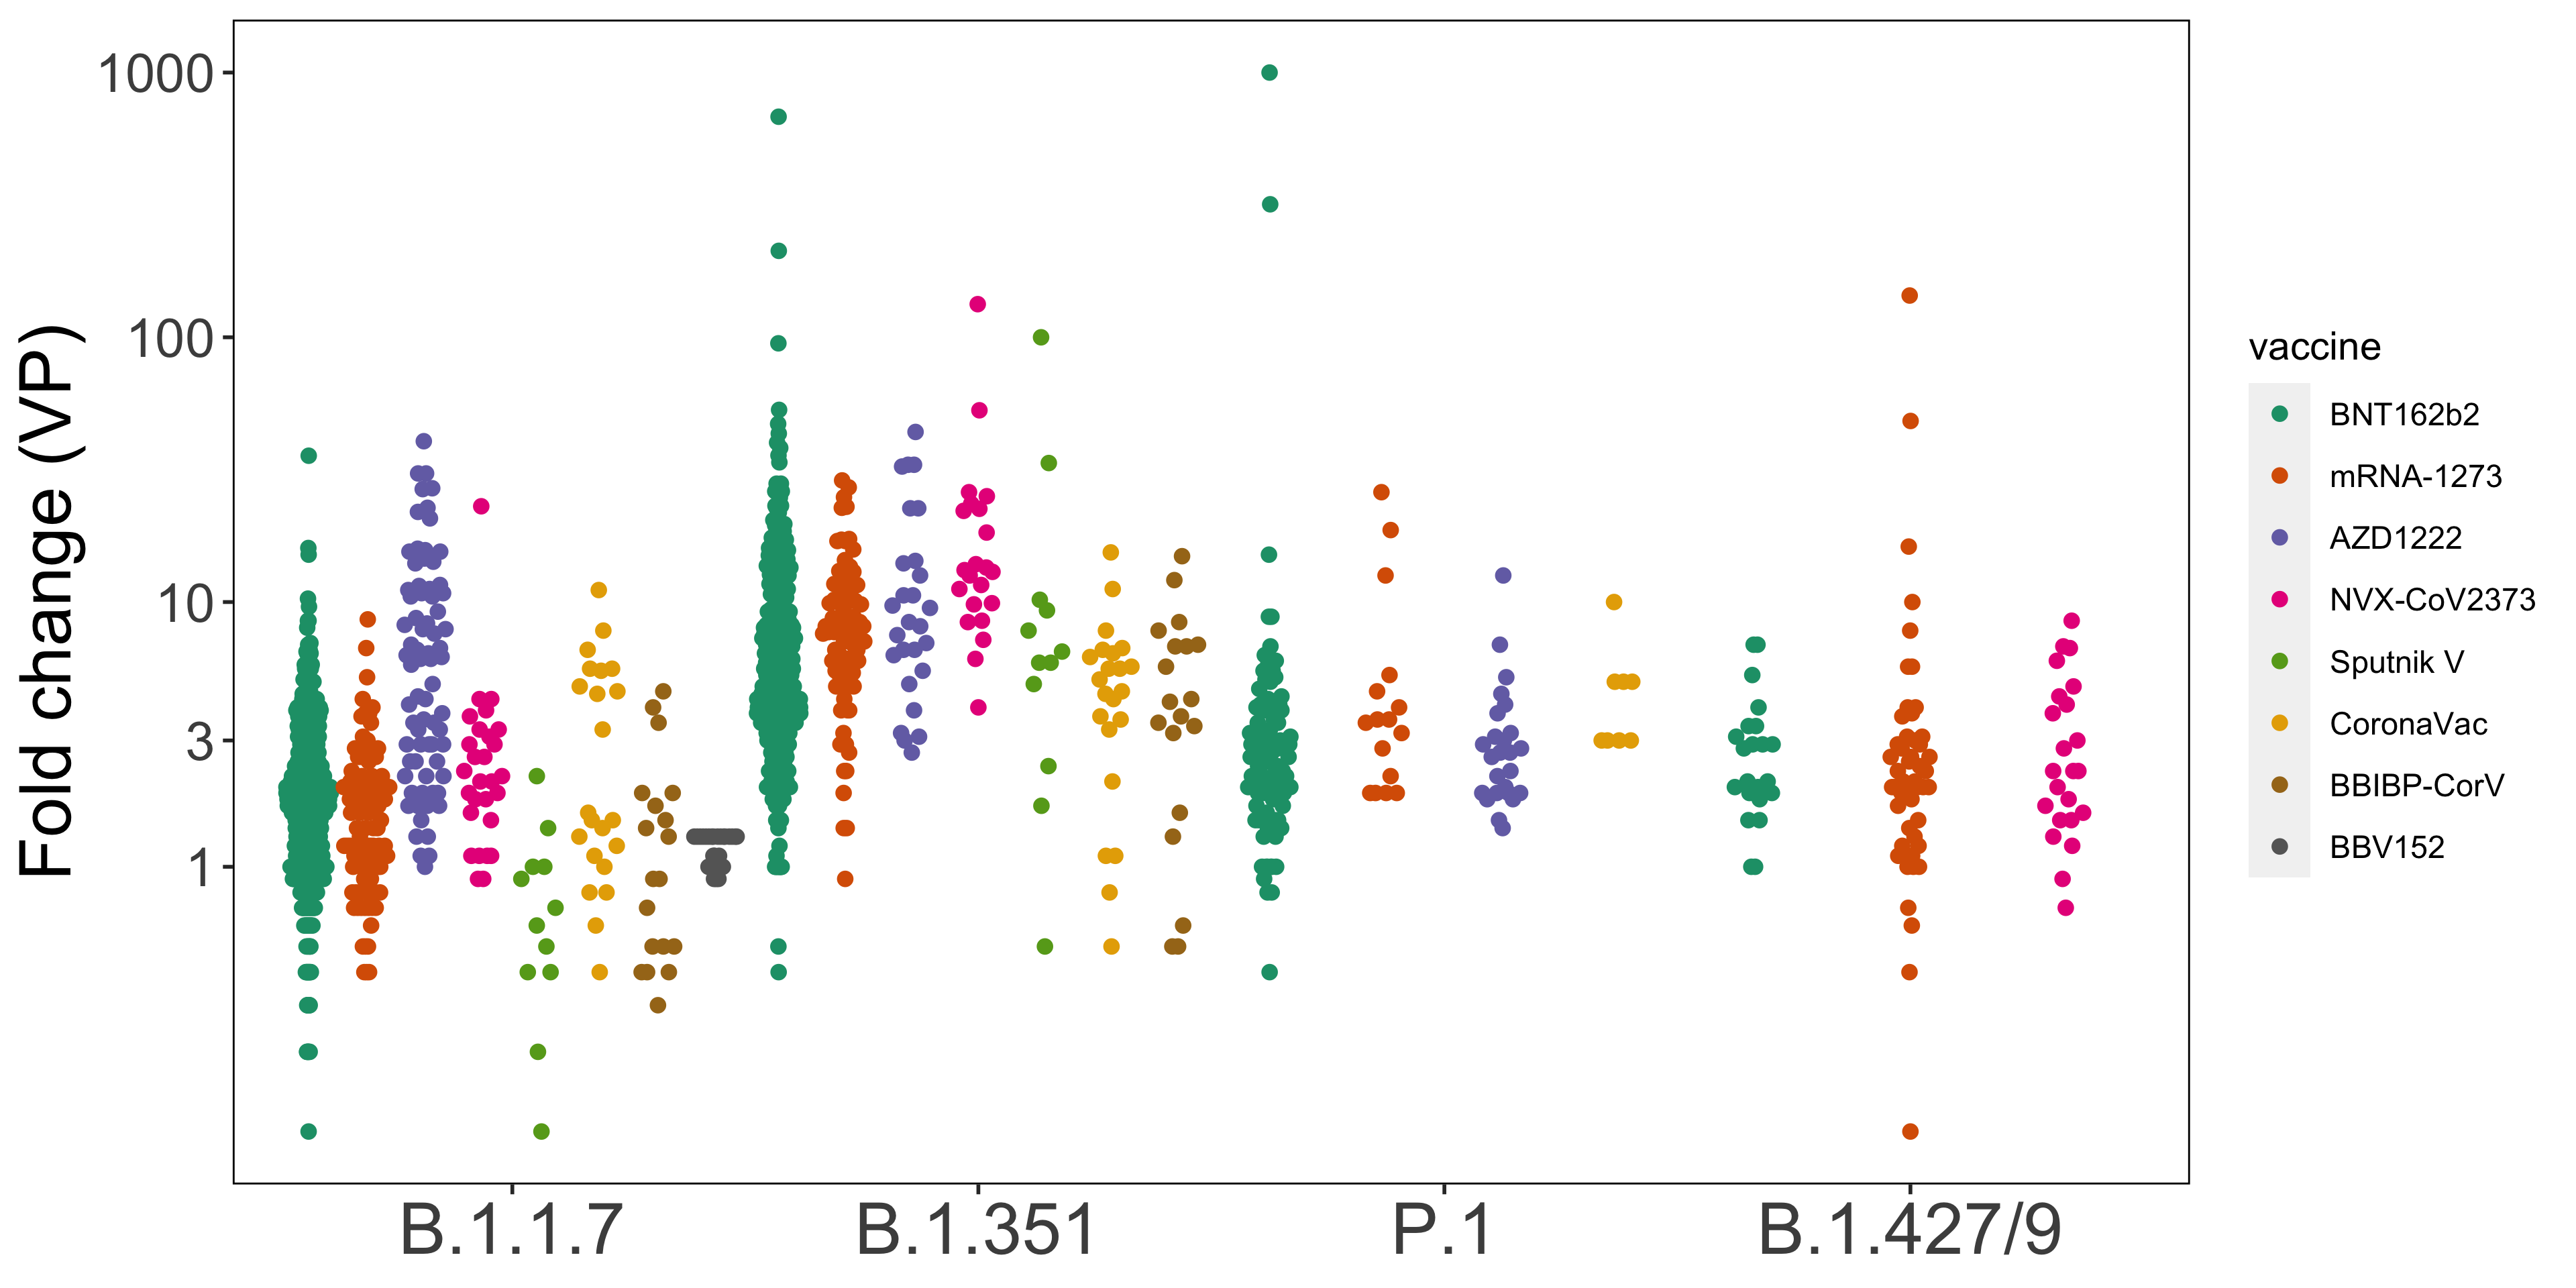 Fold change (VP)
1000
100
10
3
1
B.1.1.7
B.1.351
P.1
B.1.427/9
vaccine
BNT162b2
mRNA-1273
AZD1222
NVX-CoV2373
Sputnik V
CoronaVac
BBIBP-CorV
BBV152